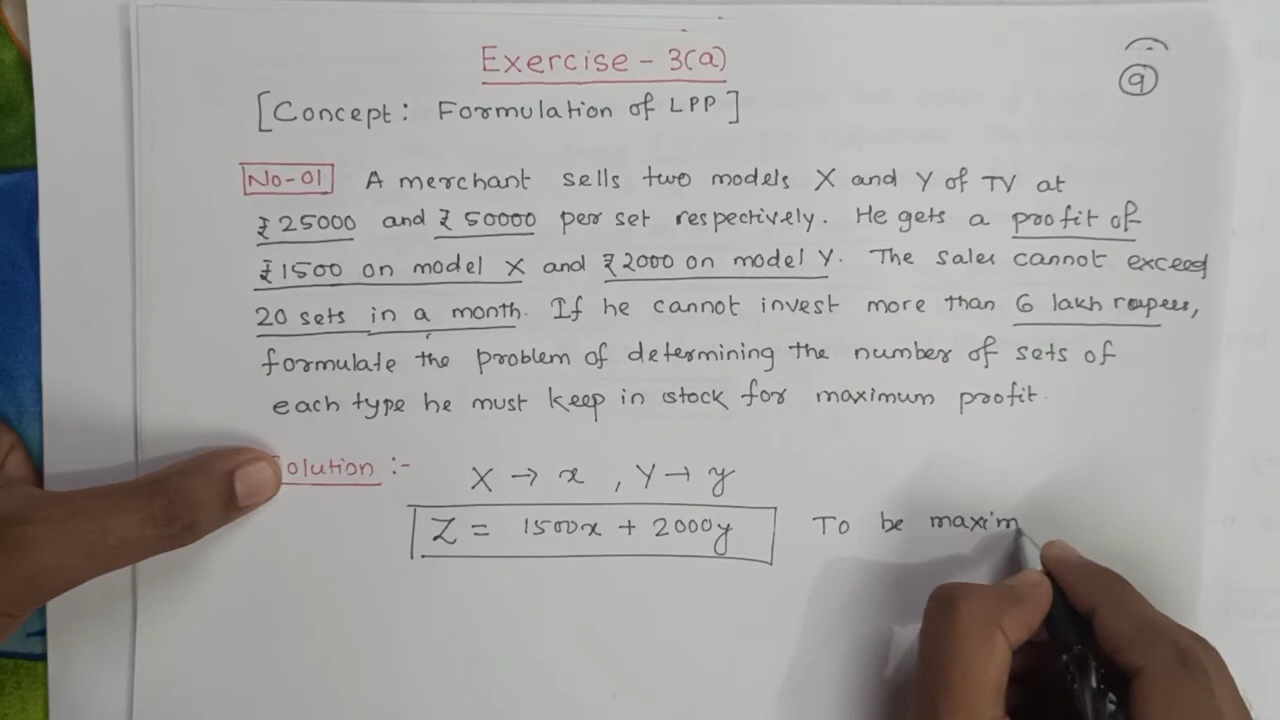 Exercise - 3(a)
9
[Concept: Formulation of LPP]
No-01 A merchant sells two models X and Y of TV at
₹25000 and ₹50000 per set respectively. He gets a profit of
₹1500 on model X and ₹2000 on model Y. The sales cannot exceed
20 sets in a month. If he cannot invest more than 6 lakh rupees,
formulate the problem of determining the number of sets of
each type he must keep in stock for maximum profit.
olution :- X → x , Y → y
Z = 1500x + 2000y To be maxim